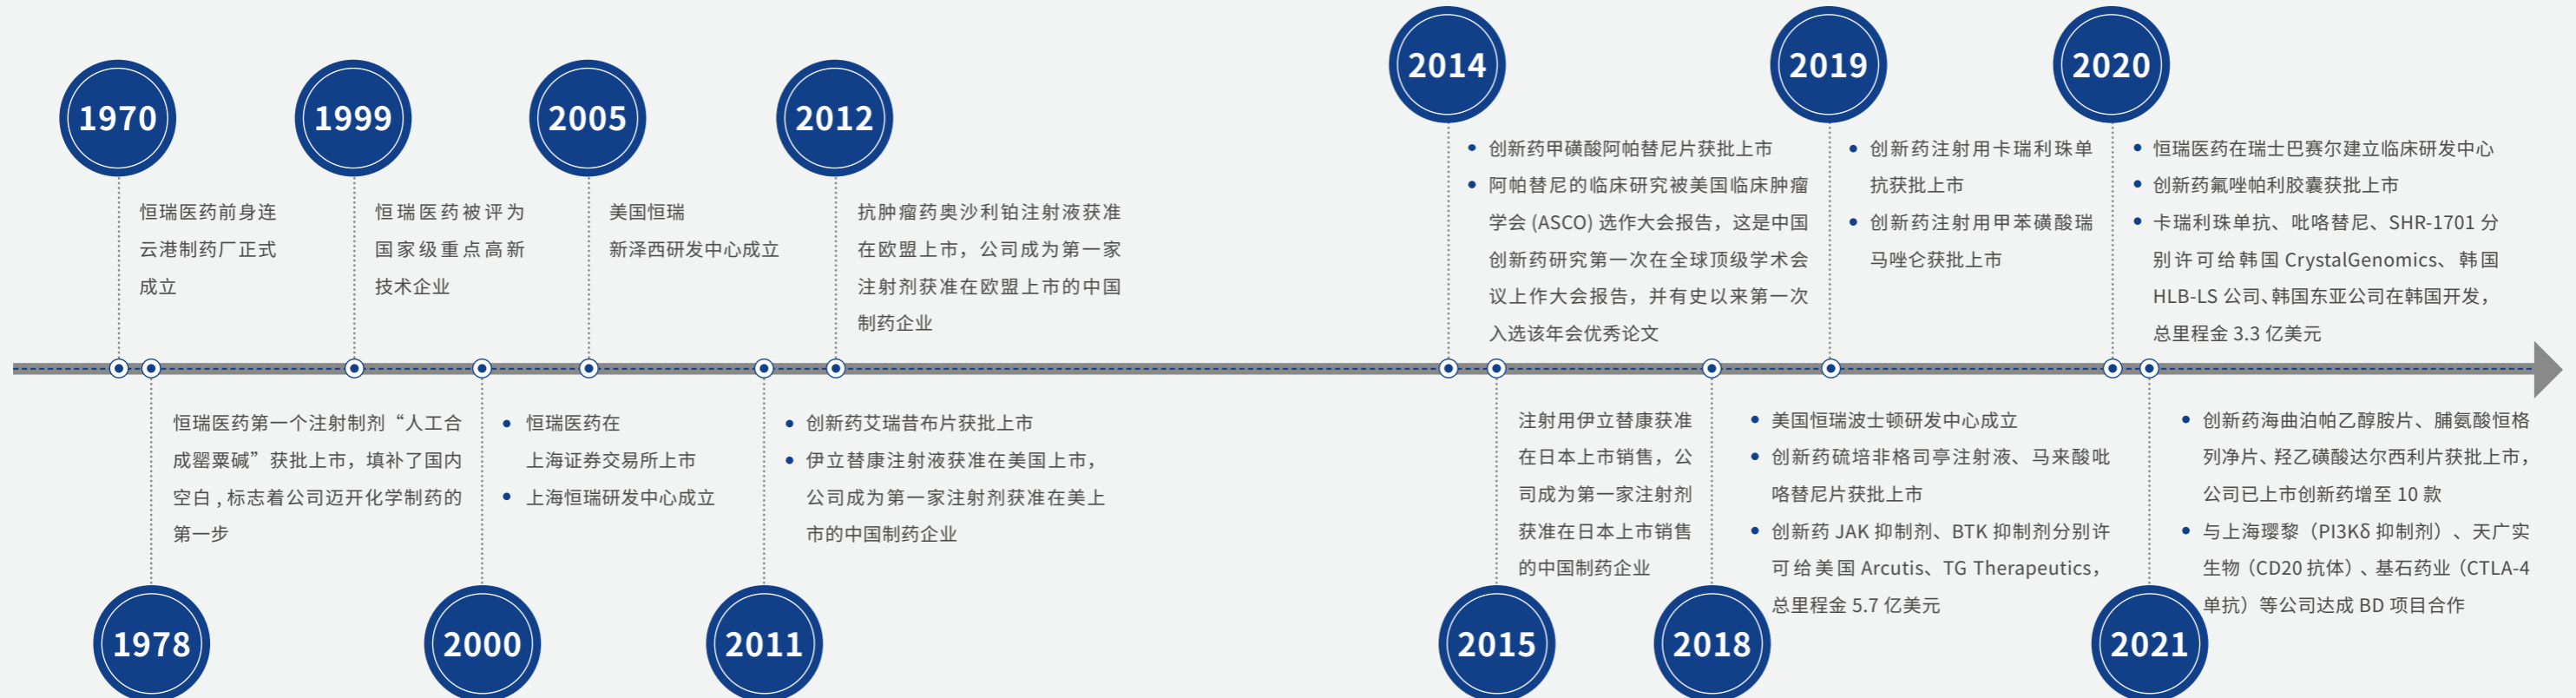 1970
恒瑞医药前身连
云港制药厂正式
成立
1978
恒瑞医药第一个注射制剂“人工合
成罂粟碱”获批上市，填补了国内
空白 , 标志着公司迈开化学制药的
第一步
1999
恒瑞医药被评为
国家级重点高新
技术企业
2000
恒瑞医药在
上海证券交易所上市
上海恒瑞研发中心成立
2005
美国恒瑞
新泽西研发中心成立
2011
创新药艾瑞昔布片获批上市
伊立替康注射液获准在美国上市，
公司成为第一家注射剂获准在美上
市的中国制药企业
2012
抗肿瘤药奥沙利铂注射液获准
在欧盟上市，公司成为第一家
注射剂获准在欧盟上市的中国
制药企业
2014
创新药甲磺酸阿帕替尼片获批上市
阿帕替尼的临床研究被美国临床肿瘤
学会 (ASCO) 选作大会报告，这是中国
创新药研究第一次在全球顶级学术会
议上作大会报告，并有史以来第一次
入选该年会优秀论文
2015
注射用伊立替康获准
在日本上市销售，公
司成为第一家注射剂
获准在日本上市销售
的中国制药企业
2018
美国恒瑞波士顿研发中心成立
创新药硫培非格司亭注射液、马来酸吡
咯替尼片获批上市
创新药 JAK 抑制剂、BTK 抑制剂分别许
可给美国 Arcutis、TG Therapeutics，
总里程金 5.7 亿美元
2019
创新药注射用卡瑞利珠单
抗获批上市
创新药注射用甲苯磺酸瑞
马唑仑获批上市
2020
恒瑞医药在瑞士巴赛尔建立临床研发中心
创新药氟唑帕利胶囊获批上市
卡瑞利珠单抗、吡咯替尼、SHR-1701 分
别许可给韩国 CrystalGenomics、韩国
HLB-LS 公司、韩国东亚公司在韩国开发，
总里程金 3.3 亿美元
2021
创新药海曲泊帕乙醇胺片、脯氨酸恒格
列净片、羟乙磺酸达尔西利片获批上市，
公司已上市创新药增至 10 款
与上海璎黎（PI3Kδ 抑制剂）、天广实
生物（CD20 抗体）、基石药业（CTLA-4
单抗）等公司达成 BD 项目合作